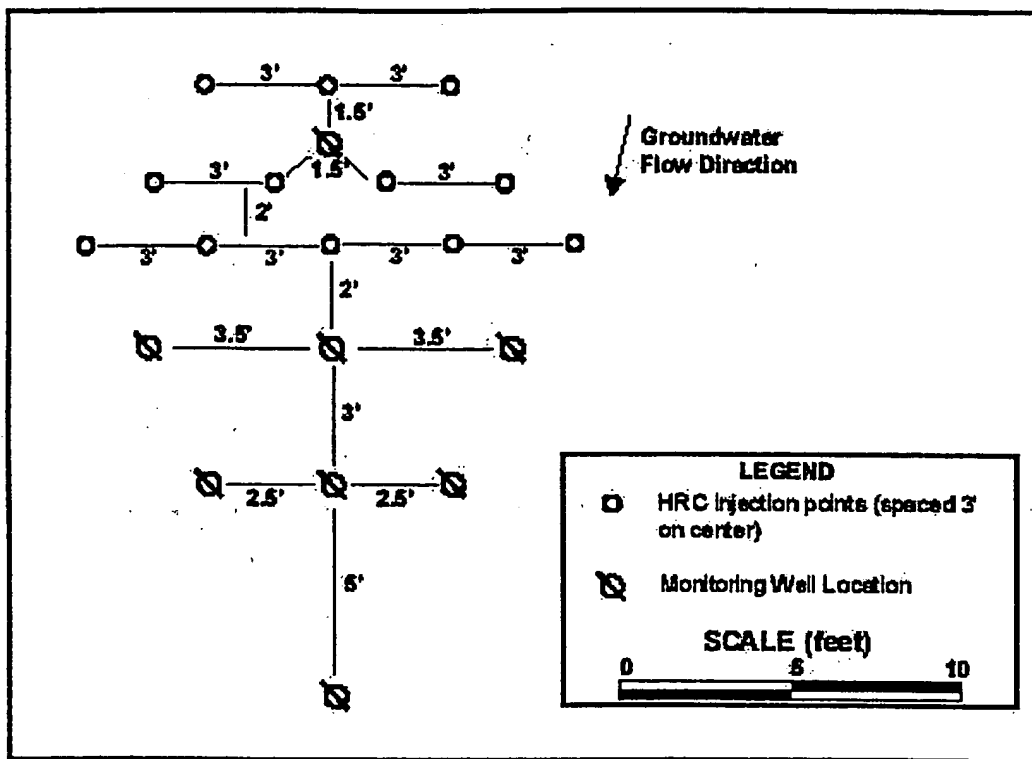 3' 3'
1.5'
Groundwater
Flow Direction
1.5'
3' 3'
2'
3' 3' 3' 3'
2'
3.5' 3.5'
3'
2.5' 2.5'
5'
LEGEND
HRC injection points (spaced 3'
on center)
Monitoring Well Location
SCALE (feet)
0 5 10